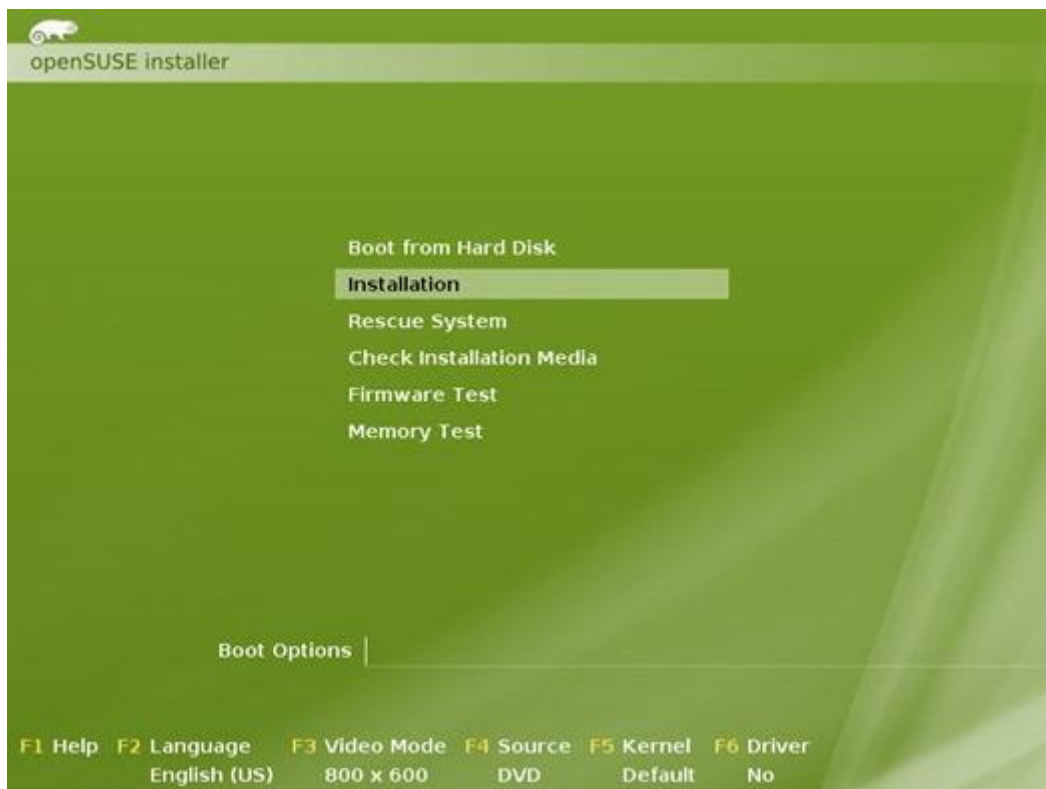 openSUSE installer
Boot from Hard Disk
Installation
Rescue System
Check Installation Media
Firmware Test
Memory Test
Boot Options
F1 Help F2 Language F3 Video Mode F4 Source F5 Kernel F6 Driver
English (US) 800 x 600 DVD Default No